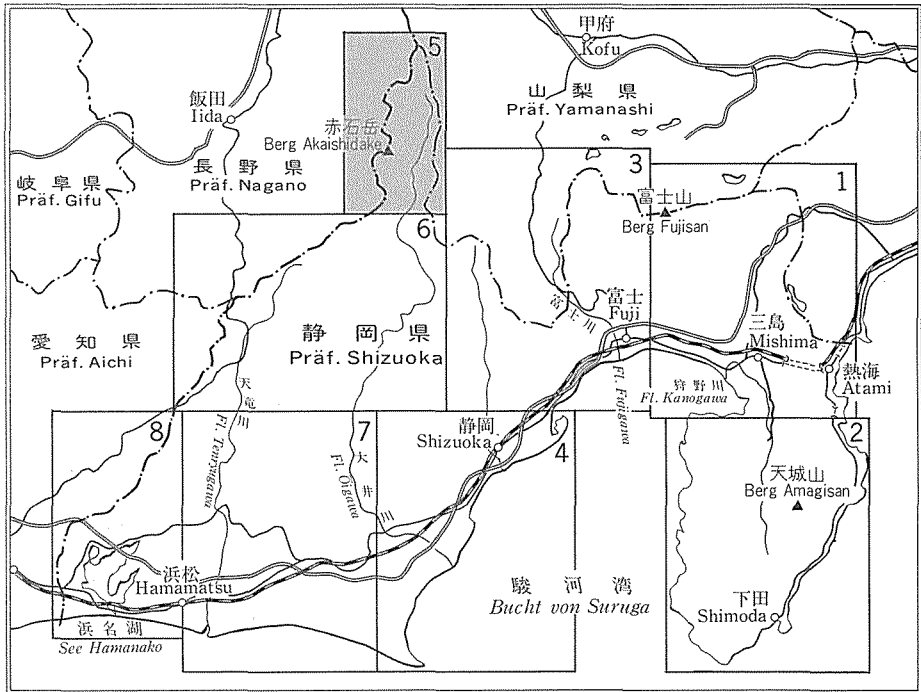 甲府
Kofu
5
飯田
Iida
山梨県
Präf. Yamanashi
赤石岳
Berg Akaishidake
岐阜県
Präf. Gifu
長野県
Präf. Nagano
3
1
富士山
Berg Fujisan
6
富士川
富士
Fuji
三島
Mishima
愛知県
Präf. Aichi
静岡県
Präf. Shizuoka
熱海
Atami
狩野川
Fl. Kanogawa
天竜川
Fl. Tenryugawa
Fl. Fujigawa
8
7
静岡
Shizuoka
4
2
大井川
Fl. Oigawa
天城山
Berg Amagisan
浜松
Hamamatsu
駿河湾
Bucht von Suruga
下田
Shimoda
浜名湖
See Hamanako